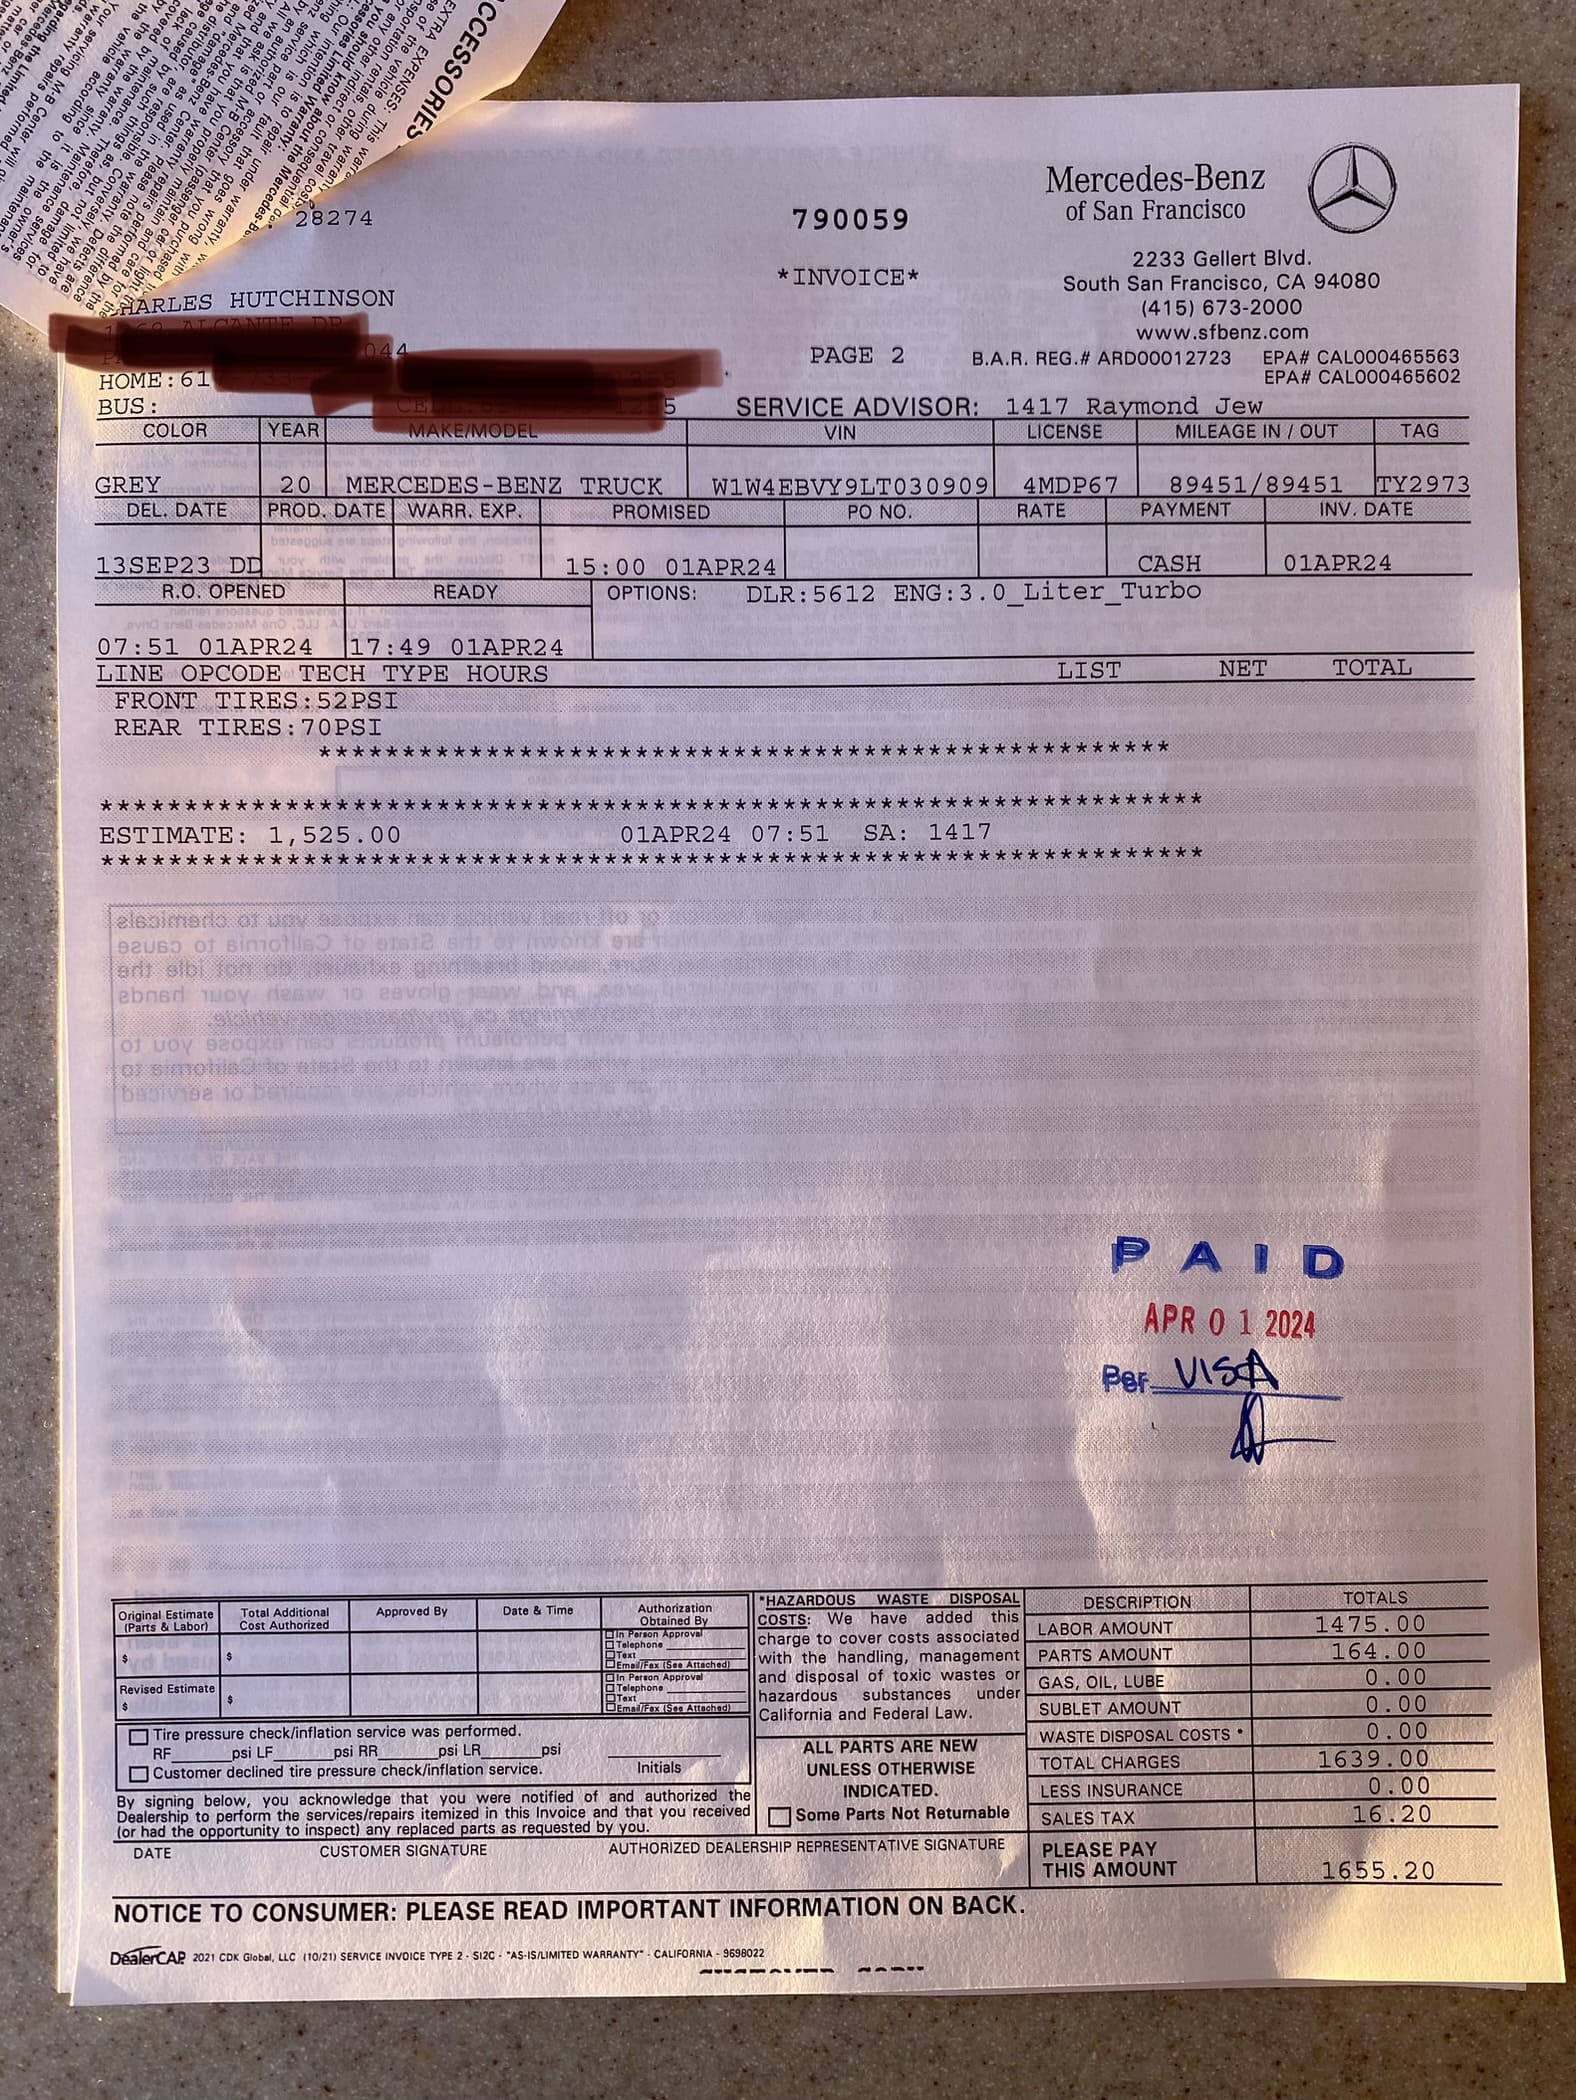 ACCESSORIES
28274
790059
Mercedes-Benz
of San Francisco
*INVOICE*
2233 Gellert Blvd.
South San Francisco, CA 94080
(415) 673-2000
www.sfbenz.com
HARLES HUTCHINSON
044
PAGE 2
B.A.R. REG.# ARD00012723 EPA# CAL000465563
EPA# CAL000465602
HOME:61
BUS:
SERVICE ADVISOR: 1417 Raymond Jew
COLOR YEAR MAKE/MODEL VIN LICENSE MILEAGE IN / OUT TAG
GREY 20 MERCEDES-BENZ TRUCK W1W4EBVY9LT030909 4MDP67 89451/89451 TY2973
DEL. DATE PROD. DATE WARR. EXP. PROMISED PO NO. RATE PAYMENT INV. DATE
13SEP23 DD 15:00 01APR24 CASH 01APR24
R.O. OPENED READY OPTIONS: DLR:5612 ENG:3.0_Liter_Turbo
07:51 01APR24 17:49 01APR24
LINE OPCODE TECH TYPE HOURS LIST NET TOTAL
FRONT TIRES:52PSI
REAR TIRES:70PSI
ESTIMATE: 1,525.00 01APR24 07:51 SA: 1417
PAID
APR 01 2024
Per VISA
Original Estimate (Parts & Labor) $
Total Additional Cost Authorized $
Approved By
Date & Time
Authorization Obtained By
In Person Approval
Telephone
Text
Email/Fax (See Attached)
Revised Estimate $
$
In Person Approval
Telephone
Text
Email/Fax (See Attached)
Tire pressure check/inflation service was performed.
RF______psi LF______psi RR______psi LR______psi
Customer declined tire pressure check/inflation service. Initials
By signing below, you acknowledge that you were notified of and authorized the
Dealership to perform the services/repairs itemized in this Invoice and that you received
(or had the opportunity to inspect) any replaced parts as requested by you.
DATE CUSTOMER SIGNATURE AUTHORIZED DEALERSHIP REPRESENTATIVE SIGNATURE
*HAZARDOUS WASTE DISPOSAL
COSTS: We have added this
charge to cover costs associated
with the handling, management
and disposal of toxic wastes or
hazardous substances under
California and Federal Law.
ALL PARTS ARE NEW
UNLESS OTHERWISE
INDICATED.
Some Parts Not Returnable
DESCRIPTION TOTALS
LABOR AMOUNT 1475.00
PARTS AMOUNT 164.00
GAS, OIL, LUBE 0.00
SUBLET AMOUNT 0.00
WASTE DISPOSAL COSTS * 0.00
TOTAL CHARGES 1639.00
LESS INSURANCE 0.00
SALES TAX 16.20
PLEASE PAY
THIS AMOUNT 1655.20
NOTICE TO CONSUMER: PLEASE READ IMPORTANT INFORMATION ON BACK.
DealerCAP 2021 CDK Global, LLC (10/21) SERVICE INVOICE TYPE 2 - SI2C - "AS-IS/LIMITED WARRANTY" - CALIFORNIA - 9698022